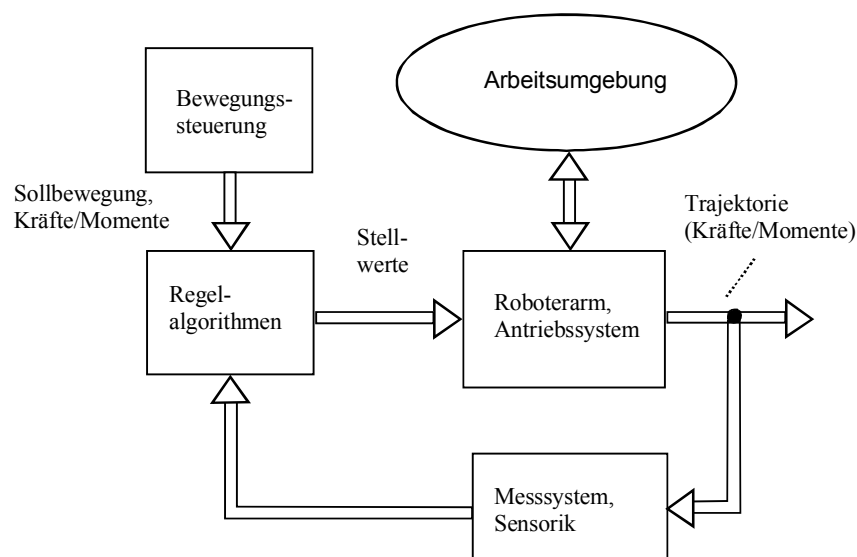 Bewegungs-
steuerung
Arbeitsumgebung
Sollbewegung,
Kräfte/Momente
Trajektorie
(Kräfte/Momente)
Stell-
werte
Regel-
algorithmen
Roboterarm,
Antriebssystem
Messsystem,
Sensorik